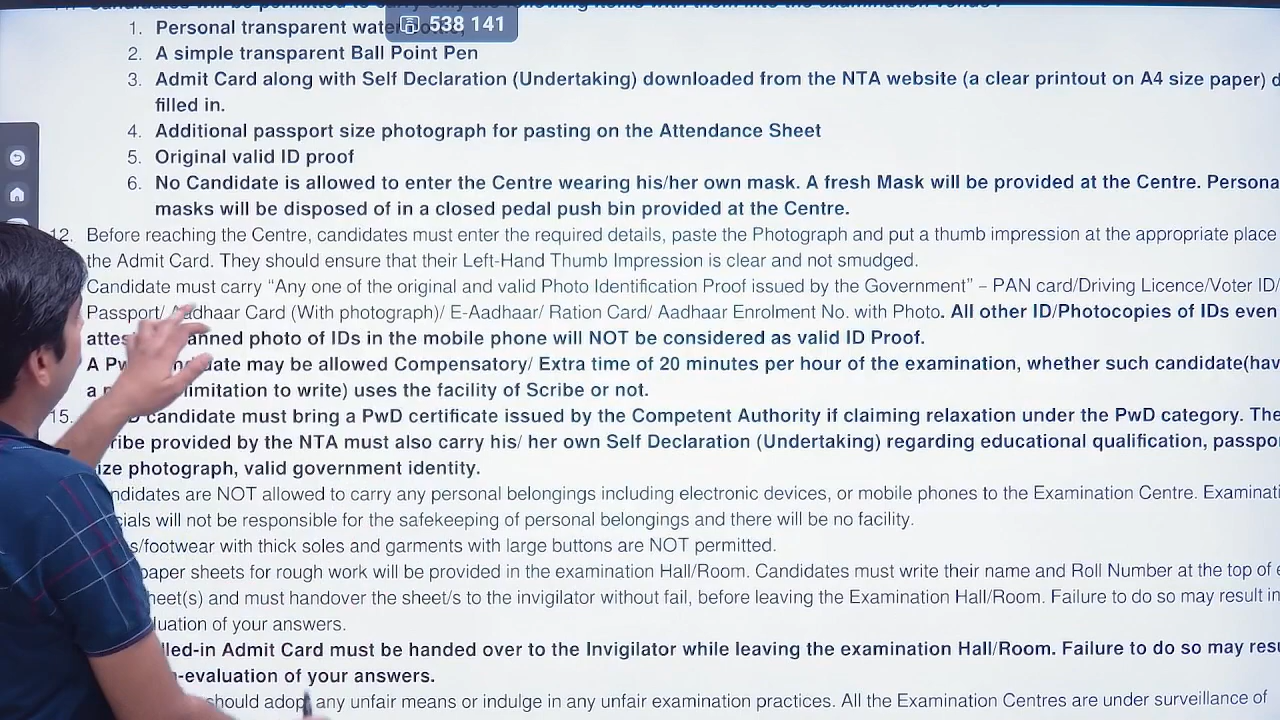 Candidates will be permitted to carry only the following items with them into the examination venue
538 141
1. Personal transparent water
2. A simple transparent Ball Point Pen
3. Admit Card along with Self Declaration (Undertaking) downloaded from the NTA website (a clear printout on A4 size paper)
filled in.
4. Additional passport size photograph for pasting on the Attendance Sheet
5. Original valid ID proof
6. No Candidate is allowed to enter the Centre wearing his/her own mask. A fresh Mask will be provided at the Centre. Persona
masks will be disposed of in a closed pedal push bin provided at the Centre.
12. Before reaching the Centre, candidates must enter the required details, paste the Photograph and put a thumb impression at the appropriate place
the Admit Card. They should ensure that their Left-Hand Thumb Impression is clear and not smudged.
Candidate must carry “Any one of the original and valid Photo Identification Proof issued by the Government” – PAN card/Driving Licence/Voter ID/
Passport/ Aadhaar Card (With photograph)/ E-Aadhaar/ Ration Card/ Aadhaar Enrolment No. with Photo. All other ID/Photocopies of IDs even
attes anned photo of IDs in the mobile phone will NOT be considered as valid ID Proof.
A Pw date may be allowed Compensatory/ Extra time of 20 minutes per hour of the examination, whether such candidate(hav
a limitation to write) uses the facility of Scribe or not.
15. candidate must bring a PwD certificate issued by the Competent Authority if claiming relaxation under the PwD category. The
ribe provided by the NTA must also carry his/ her own Self Declaration (Undertaking) regarding educational qualification, passpo
ize photograph, valid government identity.
ndidates are NOT allowed to carry any personal belongings including electronic devices, or mobile phones to the Examination Centre. Examinati
cials will not be responsible for the safekeeping of personal belongings and there will be no facility.
s/footwear with thick soles and garments with large buttons are NOT permitted.
paper sheets for rough work will be provided in the examination Hall/Room. Candidates must write their name and Roll Number at the top of
heet(s) and must handover the sheet/s to the invigilator without fail, before leaving the Examination Hall/Room. Failure to do so may result in
luation of your answers.
lled-in Admit Card must be handed over to the Invigilator while leaving the examination Hall/Room. Failure to do so may resu
-evaluation of your answers.
should adop any unfair means or indulge in any unfair examination practices. All the Examination Centres are under surveillance of